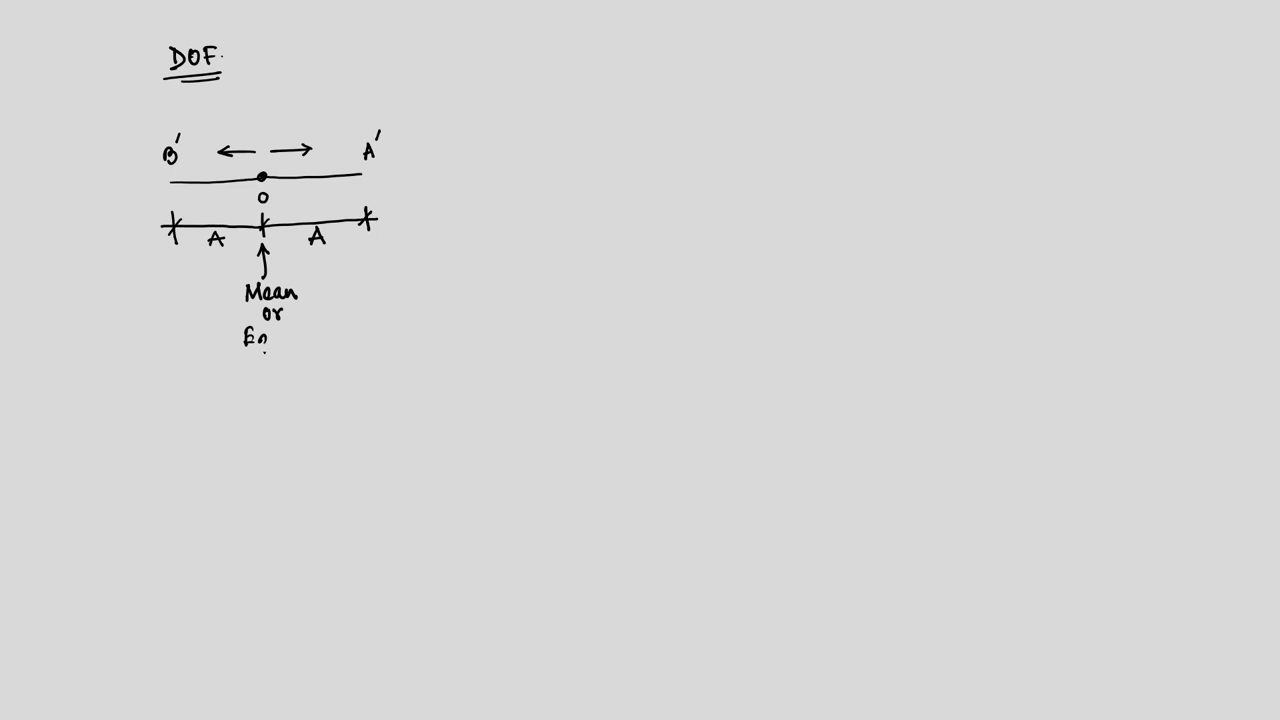 DOF
B' ← → A'
O
A A
Mean
or